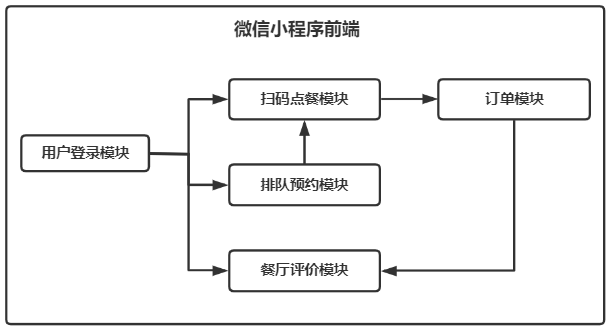 微信小程序前端
扫码点餐模块
订单模块
用户登录模块
排队预约模块
餐厅评价模块